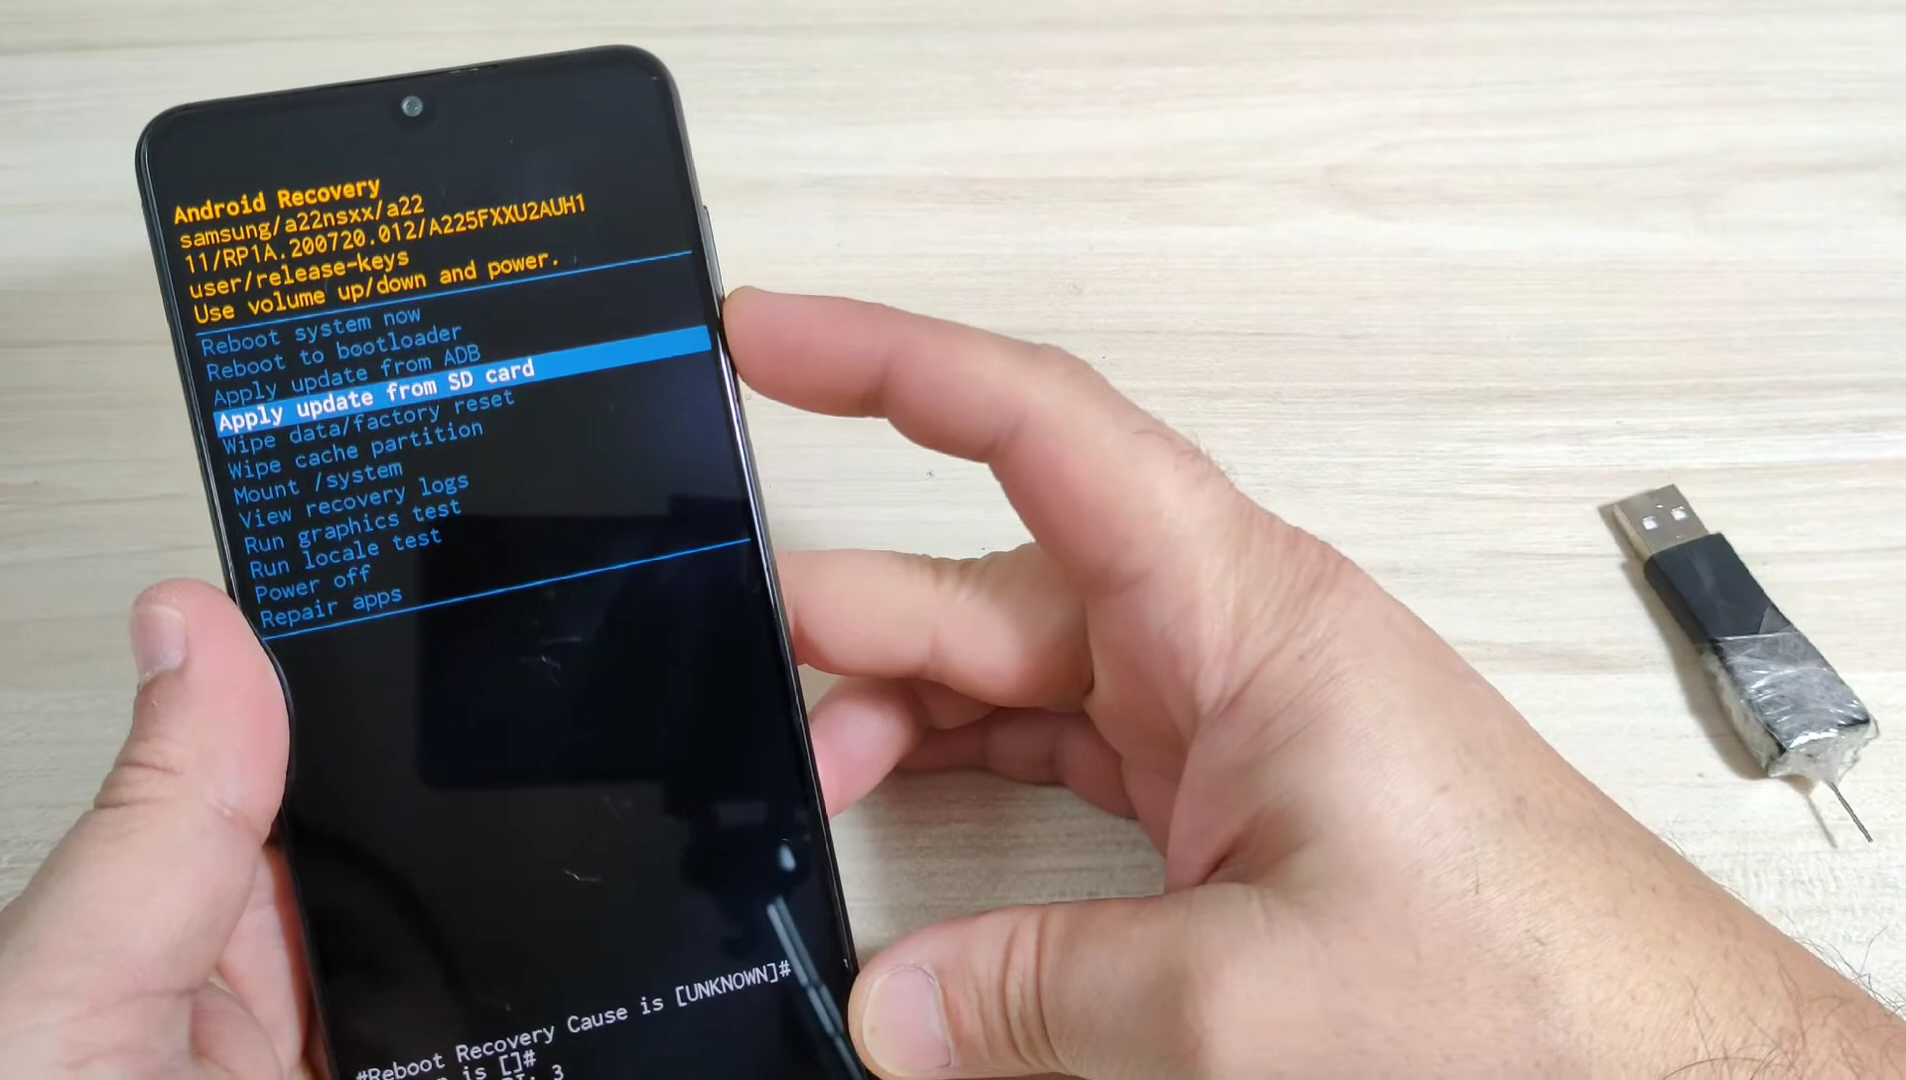 Android Recovery
samsung/a22nsxx/a22
11/RP1A.200720.012/A225FXXU2AUH1
user/release-keys
Use volume up/down and power.
Reboot system now
Reboot to bootloader
Apply update from ADB
Apply update from SD card
Wipe data/factory reset
Wipe cache partition
Mount /system
View recovery logs
Run graphics test
Run locale test
Power off
Repair apps
#Reboot Recovery Cause is [UNKNOWN]#
is []#
3